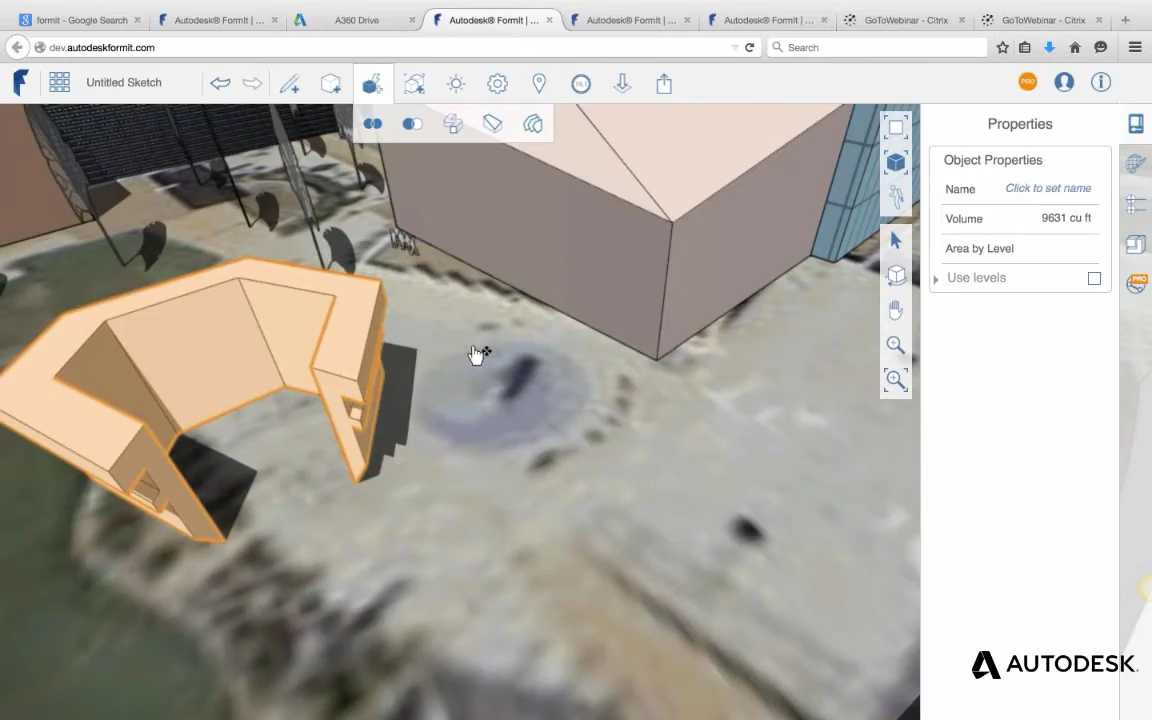 formit - Google Search
Autodesk® FormIt | ...
A360 Drive
Autodesk® FormIt | ...
Autodesk® FormIt | ...
Autodesk® FormIt | ...
GoToWebinar - Citrix
GoToWebinar - Citrix
dev.autodeskformit.com
Search
Untitled Sketch
PRO
Properties
Object Properties
Name Click to set name
Volume 9631 cu ft
Area by Level
Use levels
PRO
AUTODESK.